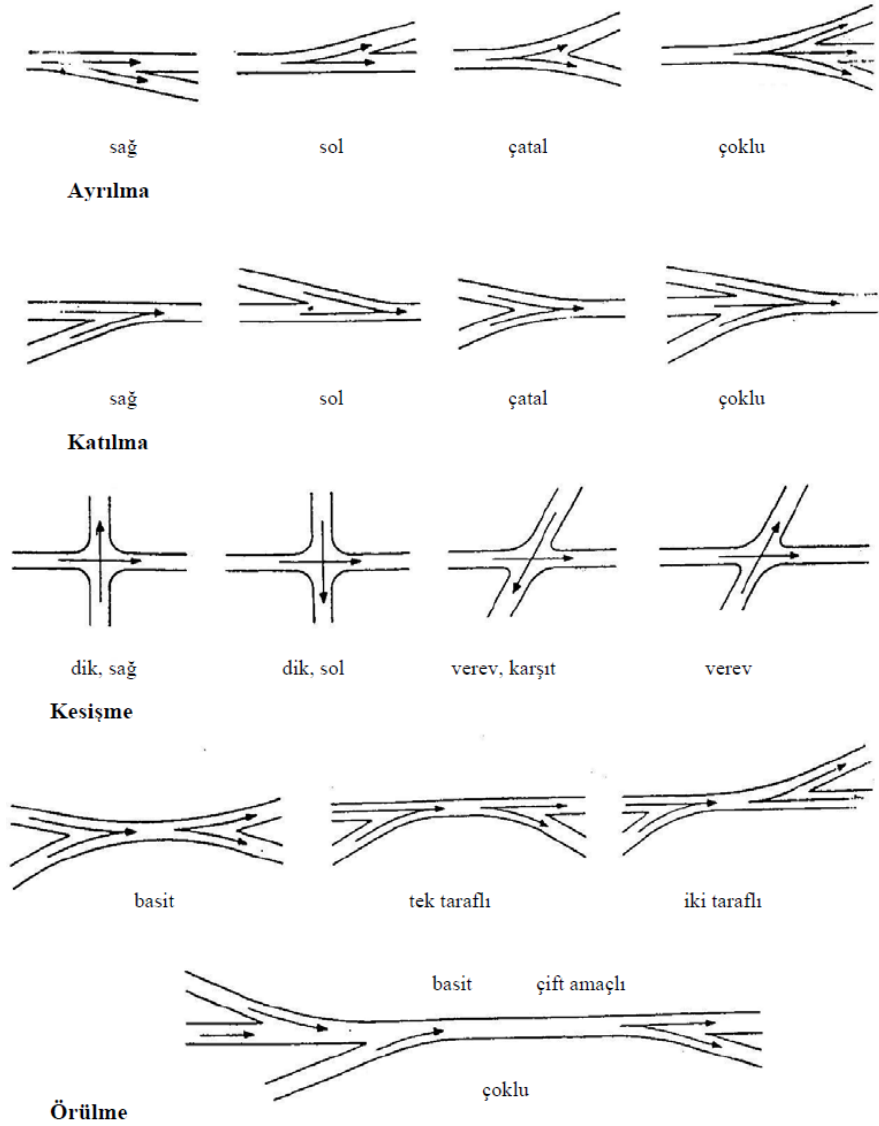 sağ sol çatal çoklu
Ayrılma
sağ sol çatal çoklu
Katılma
dik, sağ dik, sol verev, karşıt verev
Kesişme
basit tek taraflı iki taraflı
basit çift amaçlı
çoklu
Örülme